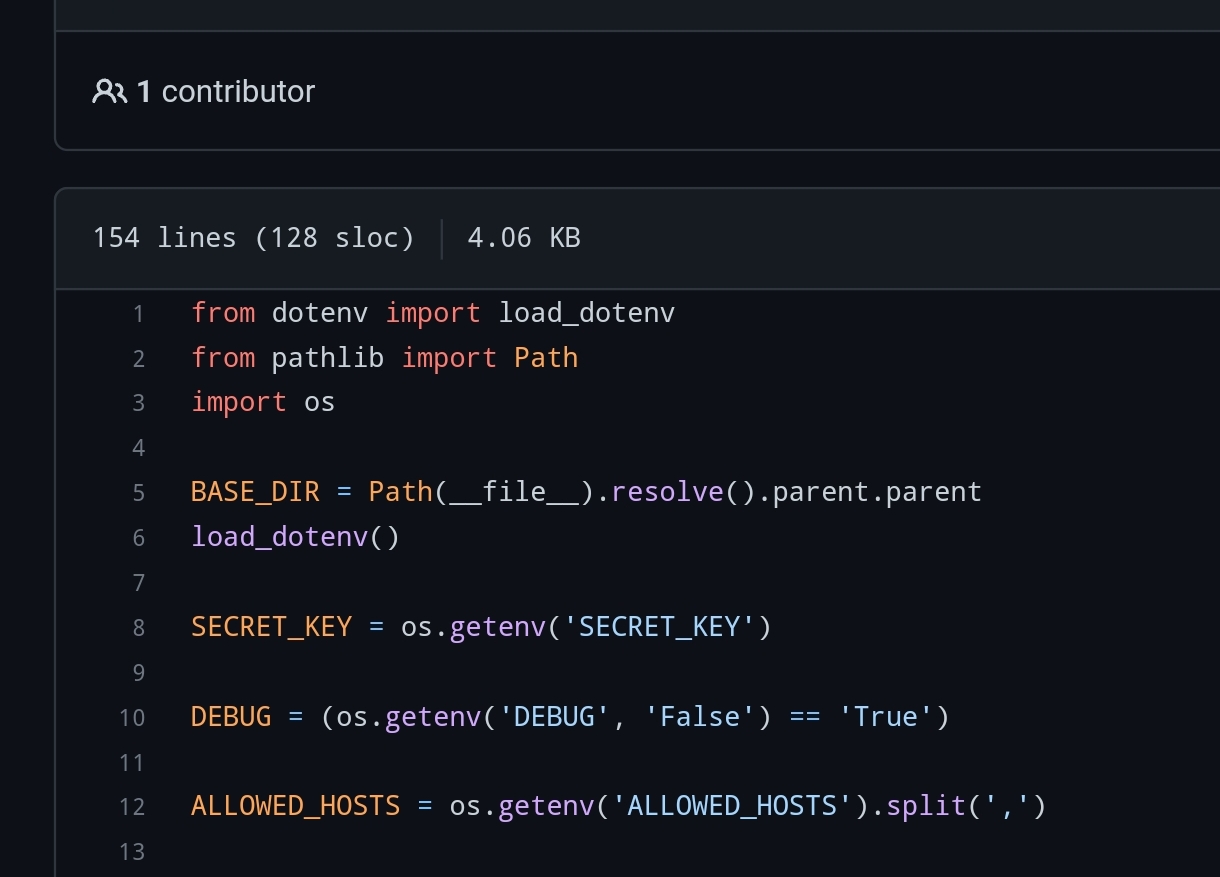 1 contributor
154 lines (128 sloc) 4.06 KB
1 from dotenv import load_dotenv
2 from pathlib import Path
3 import os
4
5 BASE_DIR = Path(__file__).resolve().parent.parent
6 load_dotenv()
7
8 SECRET_KEY = os.getenv('SECRET_KEY')
9
10 DEBUG = (os.getenv('DEBUG', 'False') == 'True')
11
12 ALLOWED_HOSTS = os.getenv('ALLOWED_HOSTS').split(',')
13